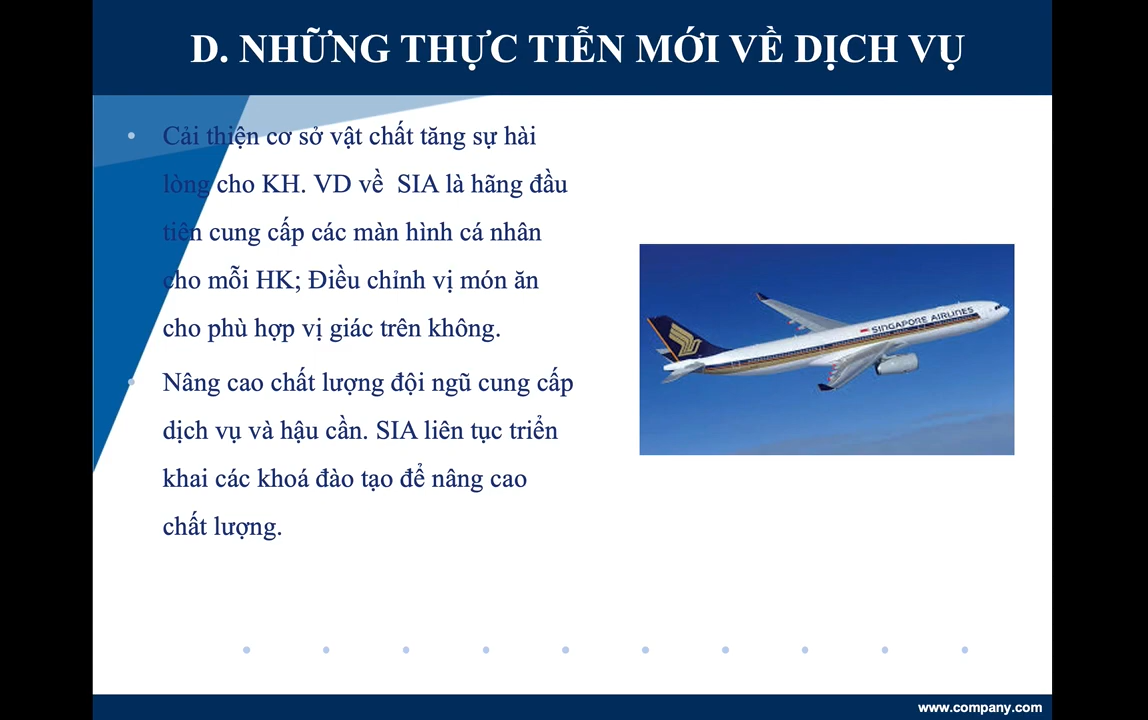 D. NHỮNG THỰC TIỄN MỚI VỀ DỊCH VỤ
• Cải thiện cơ sở vật chất tăng sự hài
lòng cho KH. VD về SIA là hãng đầu
tiên cung cấp các màn hình cá nhân
cho mỗi HK; Điều chỉnh vị món ăn
cho phù hợp vị giác trên không.
• Nâng cao chất lượng đội ngũ cung cấp
dịch vụ và hậu cần. SIA liên tục triển
khai các khoá đào tạo để nâng cao
chất lượng.
SINGAPORE AIRLINES
www.company.com